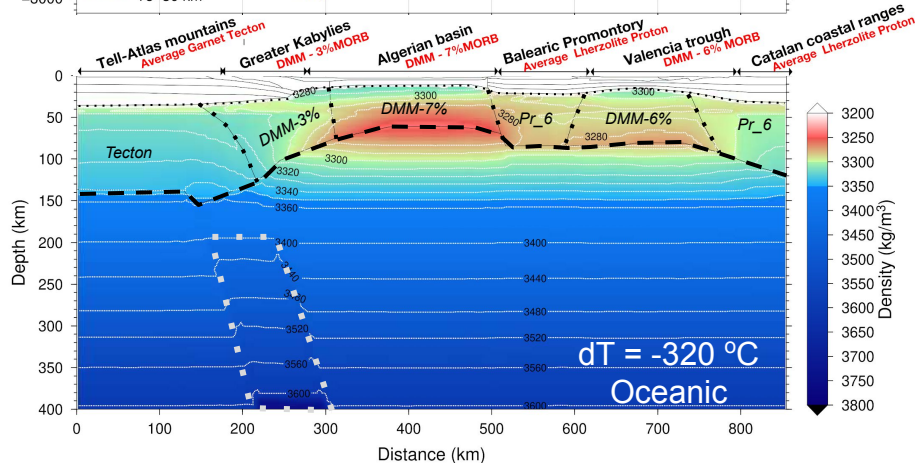 Tell-Atlas mountains
Average Garnet Tecton
Greater Kabylies
DMM - 3%MORB
Algerian basin
DMM - 7%MORB
Balearic Promontory
Average Lherzolite Proton
Valencia trough
DMM - 6% MORB
Catalan coastal ranges
Average Lherzolite Proton
0
50
100
150
200
250
300
350
400
Depth (km)
3280
3300
3300
DMM-3%
DMM-7%
3280
Pr_6
DMM-6%
3280
Pr_6
Tecton
3300
3320
3340
3360
3400
3400
3440
3480
3520
3520
3560
3560
3600
3600
dT = -320 ºC
Oceanic
0
100
200
300
400
500
600
700
800
Distance (km)
3200
3250
3300
3350
3400
3450
3500
3550
3600
3650
3700
3750
3800
Density (kg/m³)